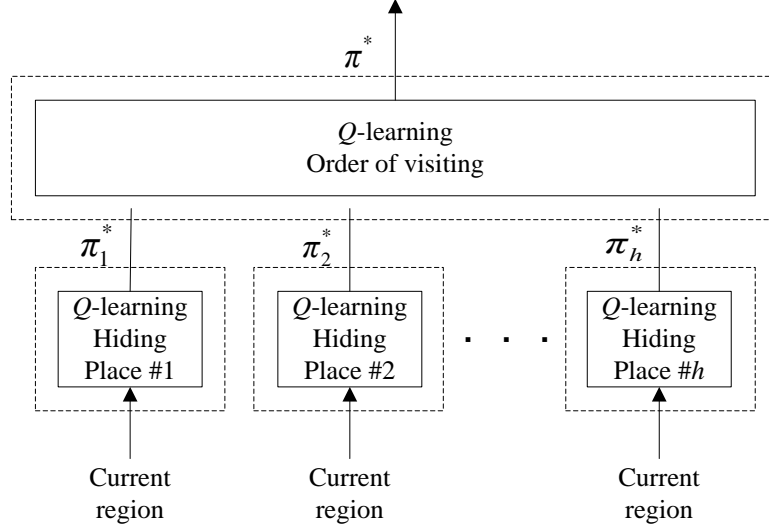 π*
Q-learning
Order of visiting
π₁* π₂* πₕ*
Q-learning Q-learning Q-learning
Hiding Hiding . . . Hiding
Place #1 Place #2 Place #h
Current Current Current
region region region